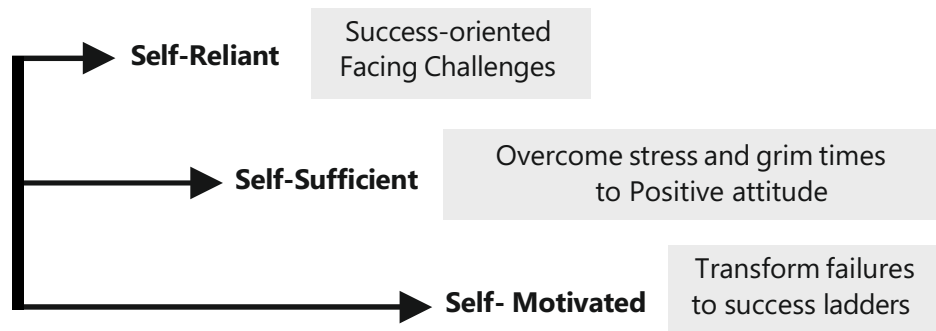 Self-Reliant
Success-oriented
Facing Challenges
Self-Sufficient
Overcome stress and grim times
to Positive attitude
Self- Motivated
Transform failures
to success ladders